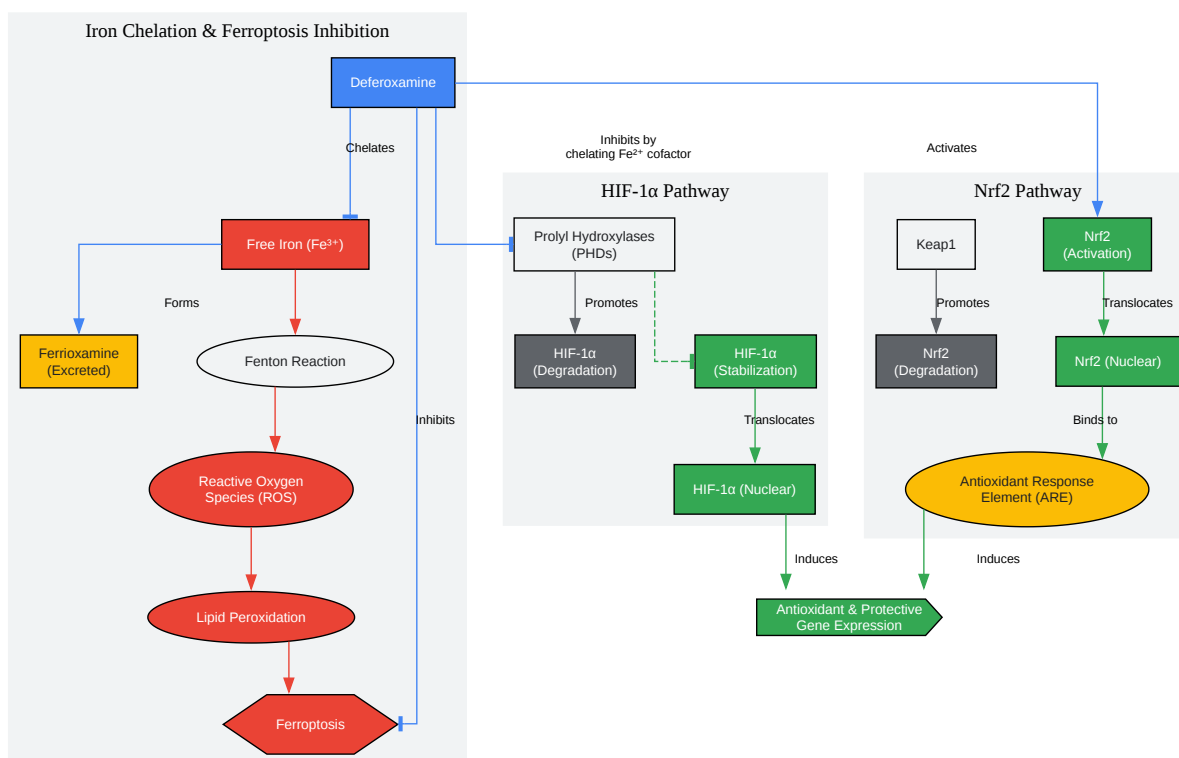 Iron Chelation & Ferroptosis Inhibition
Deferoxamine
Chelates
Inhibits by
chelating Fe²⁺ cofactor
Activates
HIF-1α Pathway
Nrf2 Pathway
Free Iron (Fe³⁺)
Prolyl Hydroxylases
(PHDs)
Keap1
Nrf2
(Activation)
Forms
Promotes
Promotes
Translocates
Ferrioxamine
(Excreted)
Fenton Reaction
HIF-1α
(Degradation)
HIF-1α
(Stabilization)
Nrf2
(Degradation)
Nrf2 (Nuclear)
Inhibits
Translocates
Binds to
Reactive Oxygen
Species (ROS)
HIF-1α (Nuclear)
Antioxidant Response
Element (ARE)
Induces
Induces
Lipid Peroxidation
Antioxidant & Protective
Gene Expression
Ferroptosis